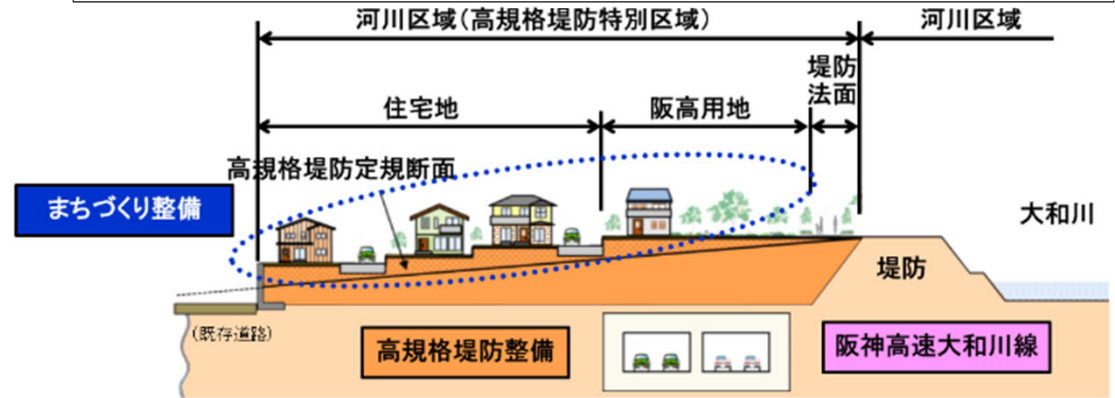 河川区域(高規格堤防特別区域)
河川区域
堤防
法面
住宅地
阪高用地
高規格堤防定規断面
まちづくり整備
大和川
堤防
(既存道路)
高規格堤防整備
阪神高速大和川線